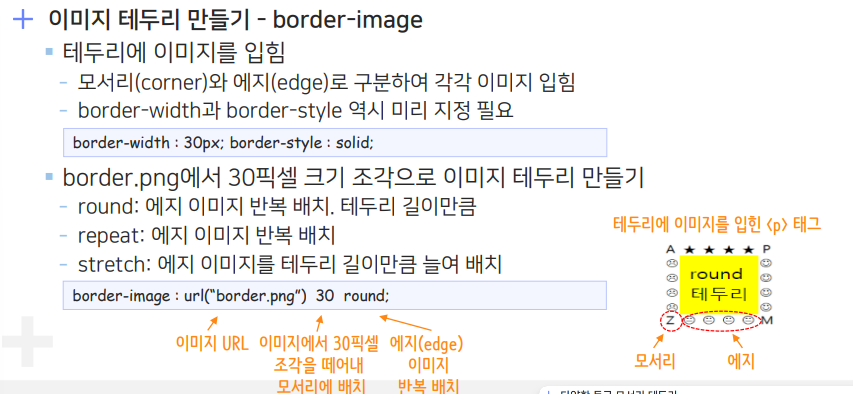 이미지 테두리 만들기 - border-image
테두리에 이미지를 입힘
- 모서리(corner)와 에지(edge)로 구분하여 각각 이미지 입힘
- border-width과 border-style 역시 미리 지정 필요
border-width : 30px; border-style : solid;
border.png에서 30픽셀 크기 조각으로 이미지 테두리 만들기
- round: 에지 이미지 반복 배치. 테두리 길이만큼
- repeat: 에지 이미지 반복 배치
- stretch: 에지 이미지를 테두리 길이만큼 늘여 배치
border-image : url("border.png") 30 round;
이미지 URL
이미지에서 30픽셀
조각을 떼어내
모서리에 배치
에지(edge)
이미지
반복 배치
테두리에 이미지를 입힌 <p> 태그
A ★ ★ ★ ★ P
round
테두리
Z M
모서리
에지